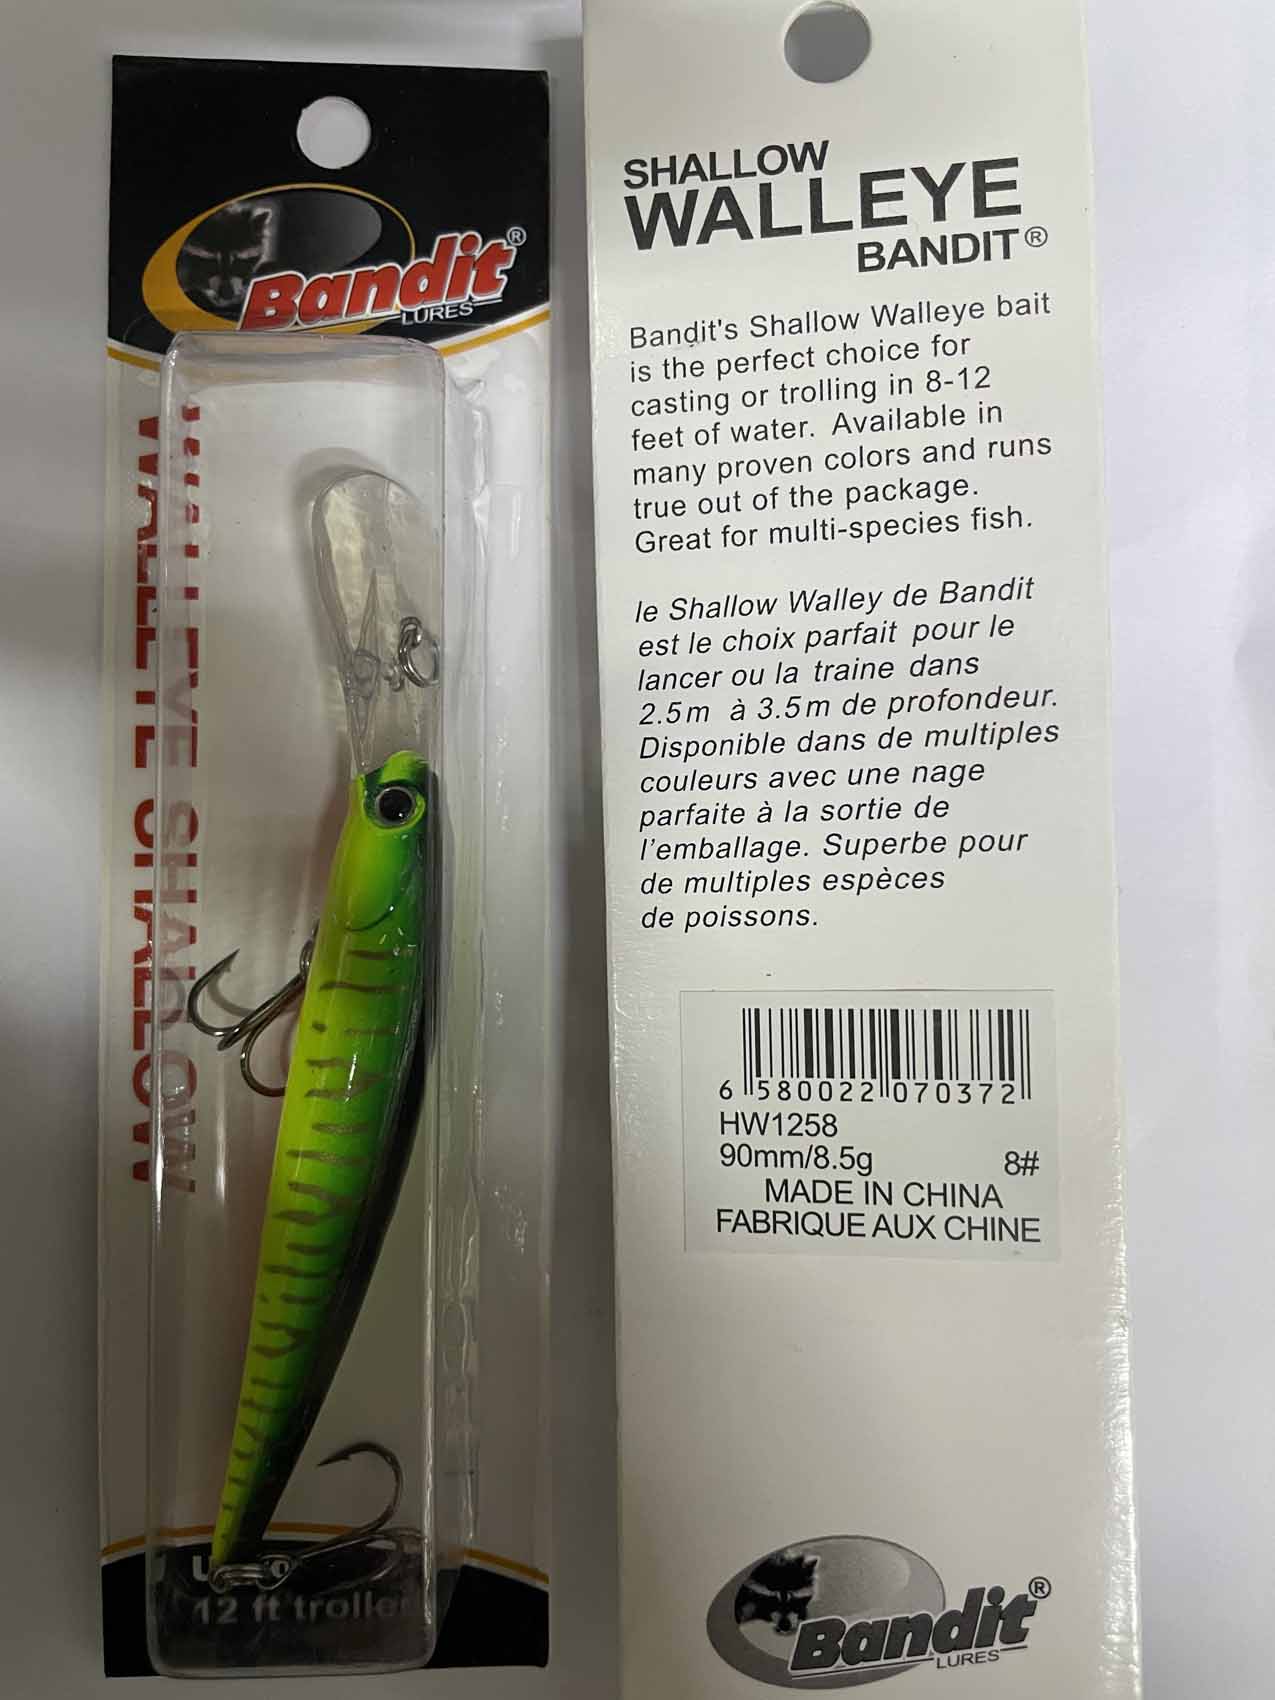 Bandit®
LURES
WALLEYE SHALLOW
12 ft troller
SHALLOW
WALLEYE
BANDIT®
Bandit's Shallow Walleye bait
is the perfect choice for
casting or trolling in 8-12
feet of water. Available in
many proven colors and runs
true out of the package.
Great for multi-species fish.
le Shallow Walley de Bandit
est le choix parfait pour le
lancer ou la traine dans
2.5m à 3.5m de profondeur.
Disponible dans de multiples
couleurs avec une nage
parfaite à la sortie de
l'emballage. Superbe pour
de multiples espèces
de poissons.
6 580022 070372
HW1258
90mm/8.5g 8#
MADE IN CHINA
FABRIQUE AUX CHINE
Bandit®
LURES